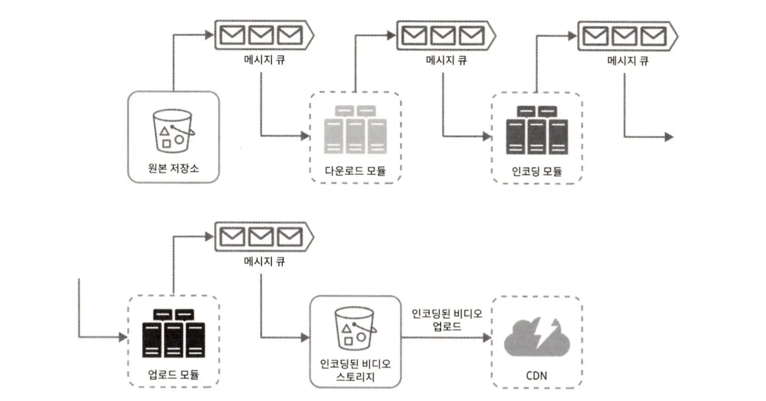 메시지 큐
메시지 큐
메시지 큐
원본 저장소
다운로드 모듈
인코딩 모듈
메시지 큐
인코딩된 비디오
업로드
업로드 모듈
인코딩된 비디오
스토리지
CDN